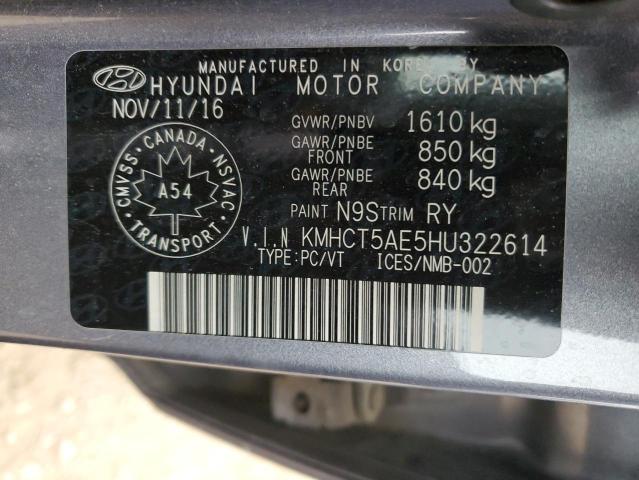 MANUFACTURED IN KOREA BY
HYUNDAI MOTOR COMPANY
NOV/11/16
GVWR/PNBV 1610 kg
GAWR/PNBE FRONT 850 kg
GAWR/PNBE REAR 840 kg
CMVSS · CANADA · NSVAC
A54
TRANSPORT
PAINT N9S TRIM RY
V.I.N KMHCT5AE5HU322614
TYPE:PC/VT ICES/NMB-002